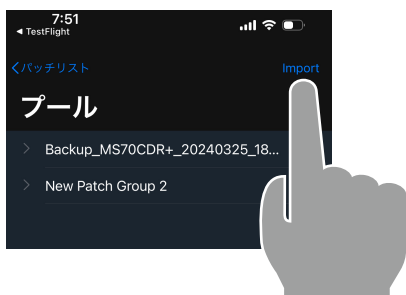 7:51
◀ TestFlight
パッチリスト
Import
プール
Backup_MS70CDR+_20240325_18...
New Patch Group 2